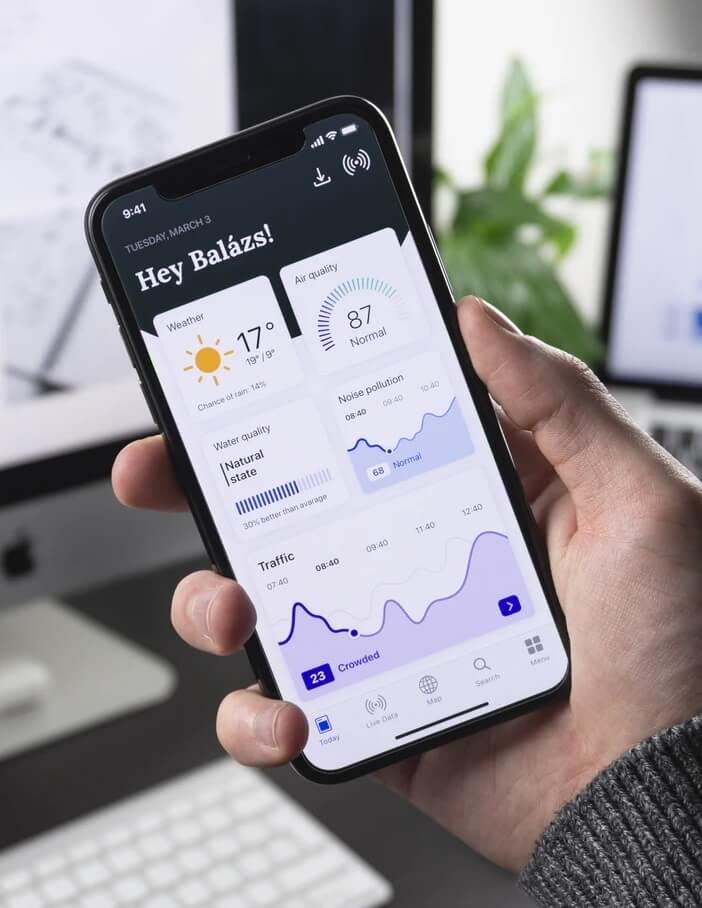 9:41
TUESDAY, MARCH 3
Hey Balázs!
Weather
17°
19° / 9°
Chance of rain: 14%
Air quality
87
Normal
Water quality
Natural
state
30% better than avarage
Noise pollution
08:40 09:40 10:40
68 Normal
Traffic
07:40 08:40 09:40 11:40 12:40
23 Crowded
Today Live Data Map Search Menu